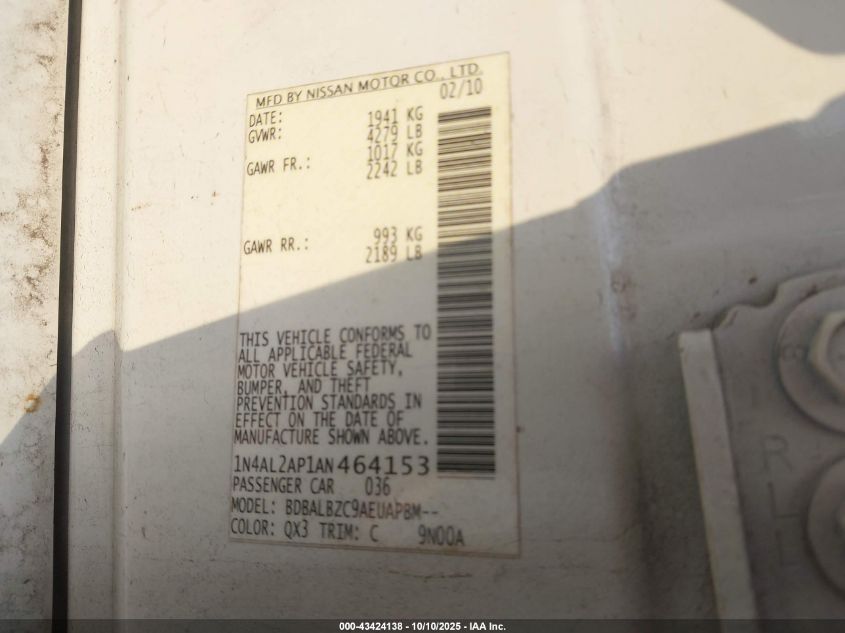 MFD BY NISSAN MOTOR CO., LTD.
DATE: 02/10
GVWR: 1941 KG
4279 LB
GAWR FR.: 1017 KG
2242 LB
GAWR RR.: 993 KG
2189 LB
THIS VEHICLE CONFORMS TO
ALL APPLICABLE FEDERAL
MOTOR VEHICLE SAFETY,
BUMPER, AND THEFT
PREVENTION STANDARDS IN
EFFECT ON THE DATE OF
MANUFACTURE SHOWN ABOVE.
1N4AL2AP1AN464153
PASSENGER CAR 036
MODEL: BDBALBZC9AEUAPBM--
COLOR: QX3 TRIM: C 9N00A
000-43424138 - 10/10/2025 - IAA Inc.